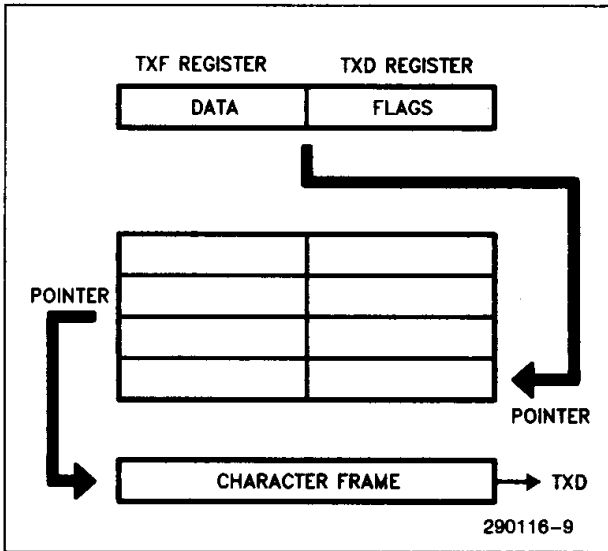 TXF REGISTER TXD REGISTER
DATA FLAGS
POINTER
POINTER
CHARACTER FRAME TXD
290116-9